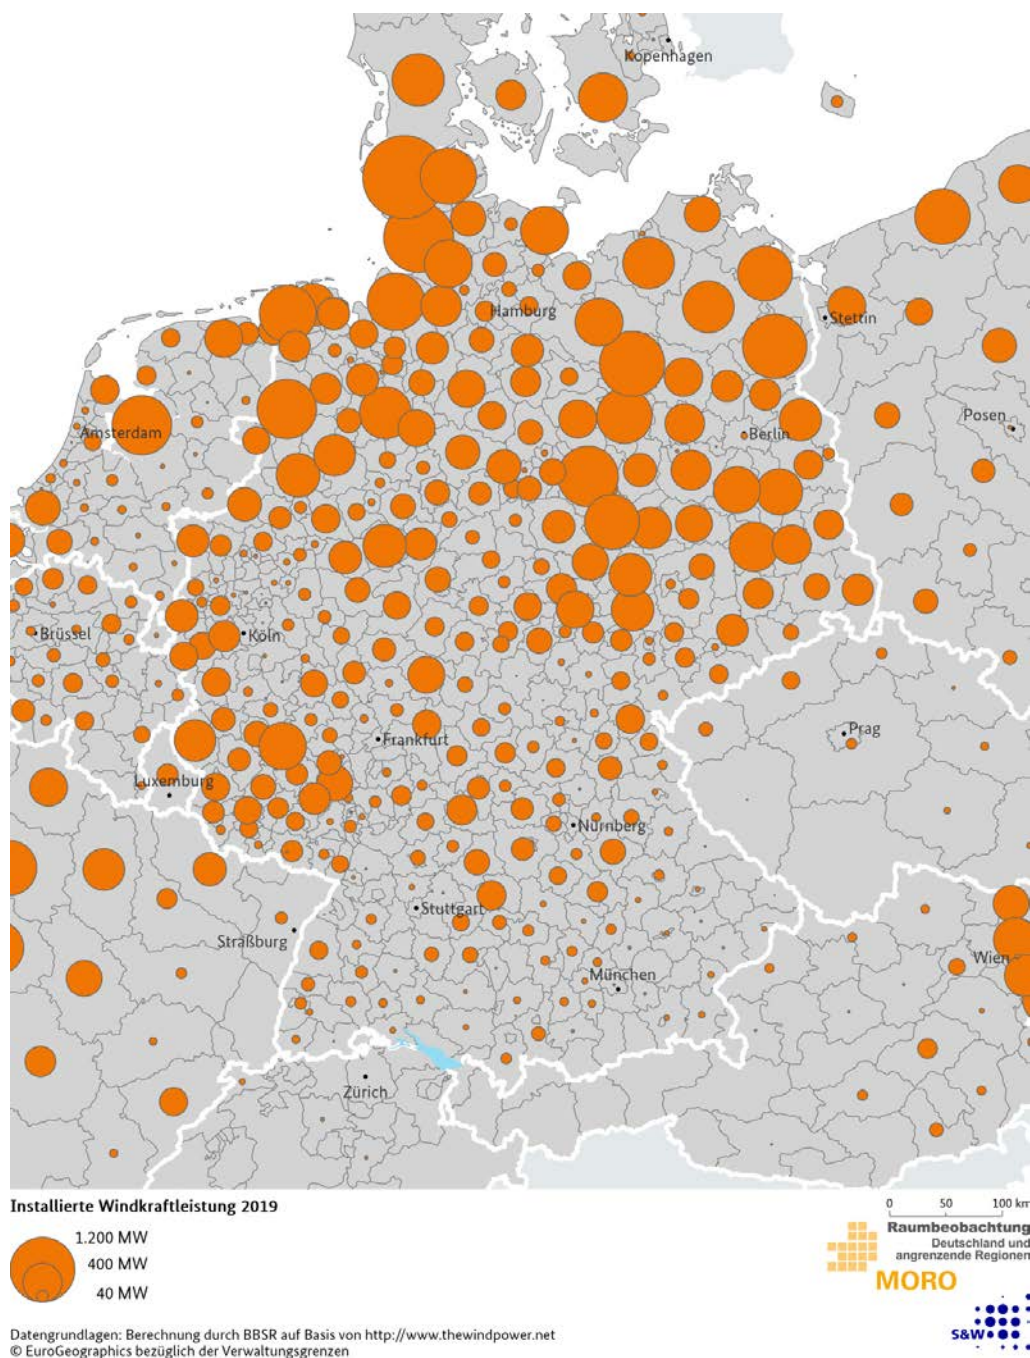 Kopenhagen
Hamburg
Stettin
Amsterdam
Berlin
Posen
Brüssel
Köln
Prag
Frankfurt
Luxemburg
Nürnberg
Stuttgart
Straßburg
Wien
München
Zürich
Installierte Windkraftleistung 2019
1.200 MW
400 MW
40 MW
0 50 100 km
Raumbeobachtung
Deutschland und
angrenzende Regionen
MORO
S&W
Datengrundlagen: Berechnung durch BBSR auf Basis von http://www.thewindpower.net
© EuroGeographics bezüglich der Verwaltungsgrenzen